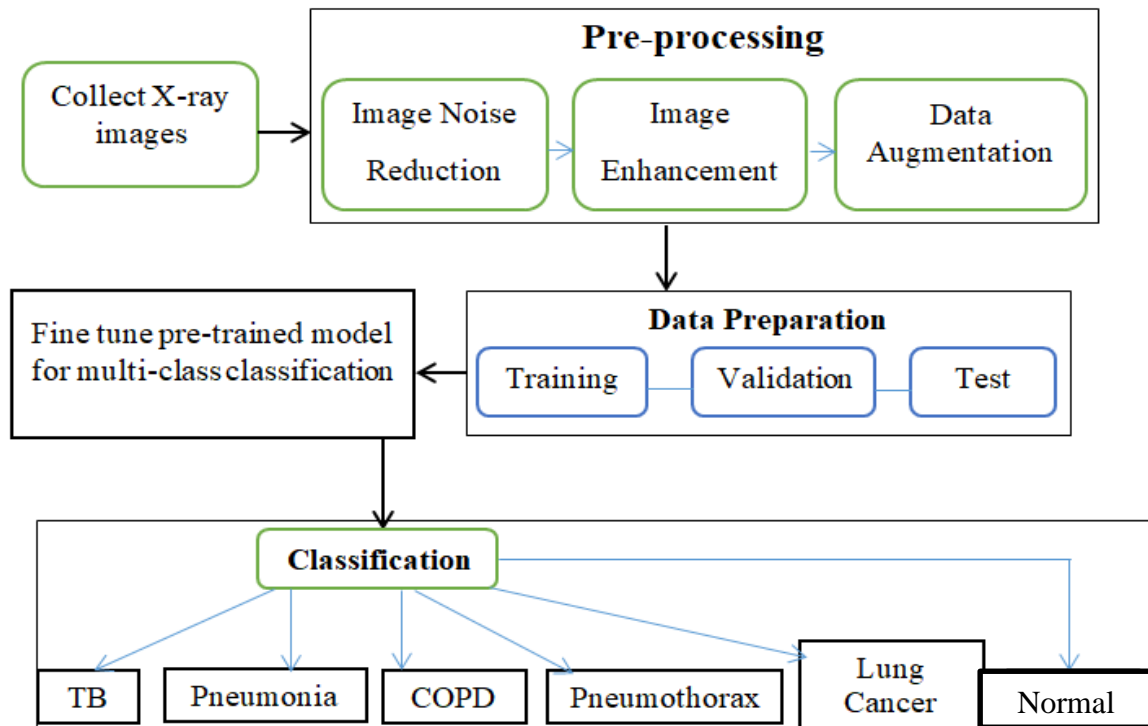 Pre-processing
Collect X-ray
images
Image Noise
Reduction
Image
Enhancement
Data
Augmentation
Fine tune pre-trained model
for multi-class classification
Data Preparation
Training
Validation
Test
Classification
TB
Pneumonia
COPD
Pneumothorax
Lung
Cancer
Normal